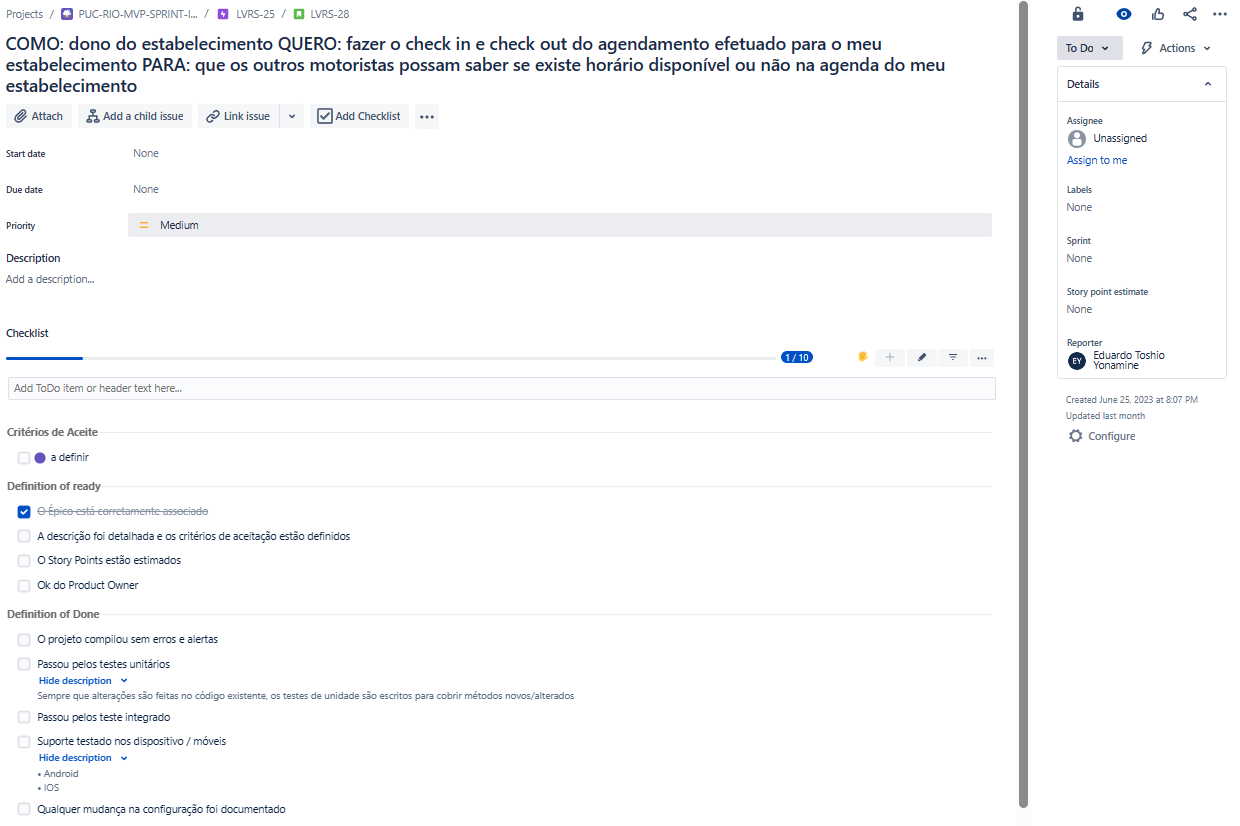 Projects / PUC-RIO-MVP-SPRINT-I... / LVRS-25 / LVRS-28
COMO: dono do estabelecimento QUERO: fazer o check in e check out do agendamento efetuado para o meu
estabelecimento PARA: que os outros motoristas possam saber se existe horário disponível ou não na agenda do meu
estabelecimento
Attach Add a child issue Link issue Add Checklist
Start date None
Due date None
Priority Medium
Description
Add a description...
Checklist
1 / 10
Add ToDo item or header text here...
Critérios de Aceite
a definir
Definition of ready
O Épico está corretamente associado
A descrição foi detalhada e os critérios de aceitação estão definidos
O Story Points estão estimados
Ok do Product Owner
Definition of Done
O projeto compilou sem erros e alertas
Passou pelos testes unitários
Hide description
Sempre que alterações são feitas no código existente, os testes de unidade são escritos para cobrir métodos novos/alterados
Passou pelos teste integrado
Suporte testado nos dispositivo / móveis
Hide description
• Android
• IOS
Qualquer mudança na configuração foi documentado
To Do Actions
Details
Assignee
Unassigned
Assign to me
Labels
None
Sprint
None
Story point estimate
None
Reporter
EY Eduardo Toshio
Yonamine
Created June 25, 2023 at 8:07 PM
Updated last month
Configure